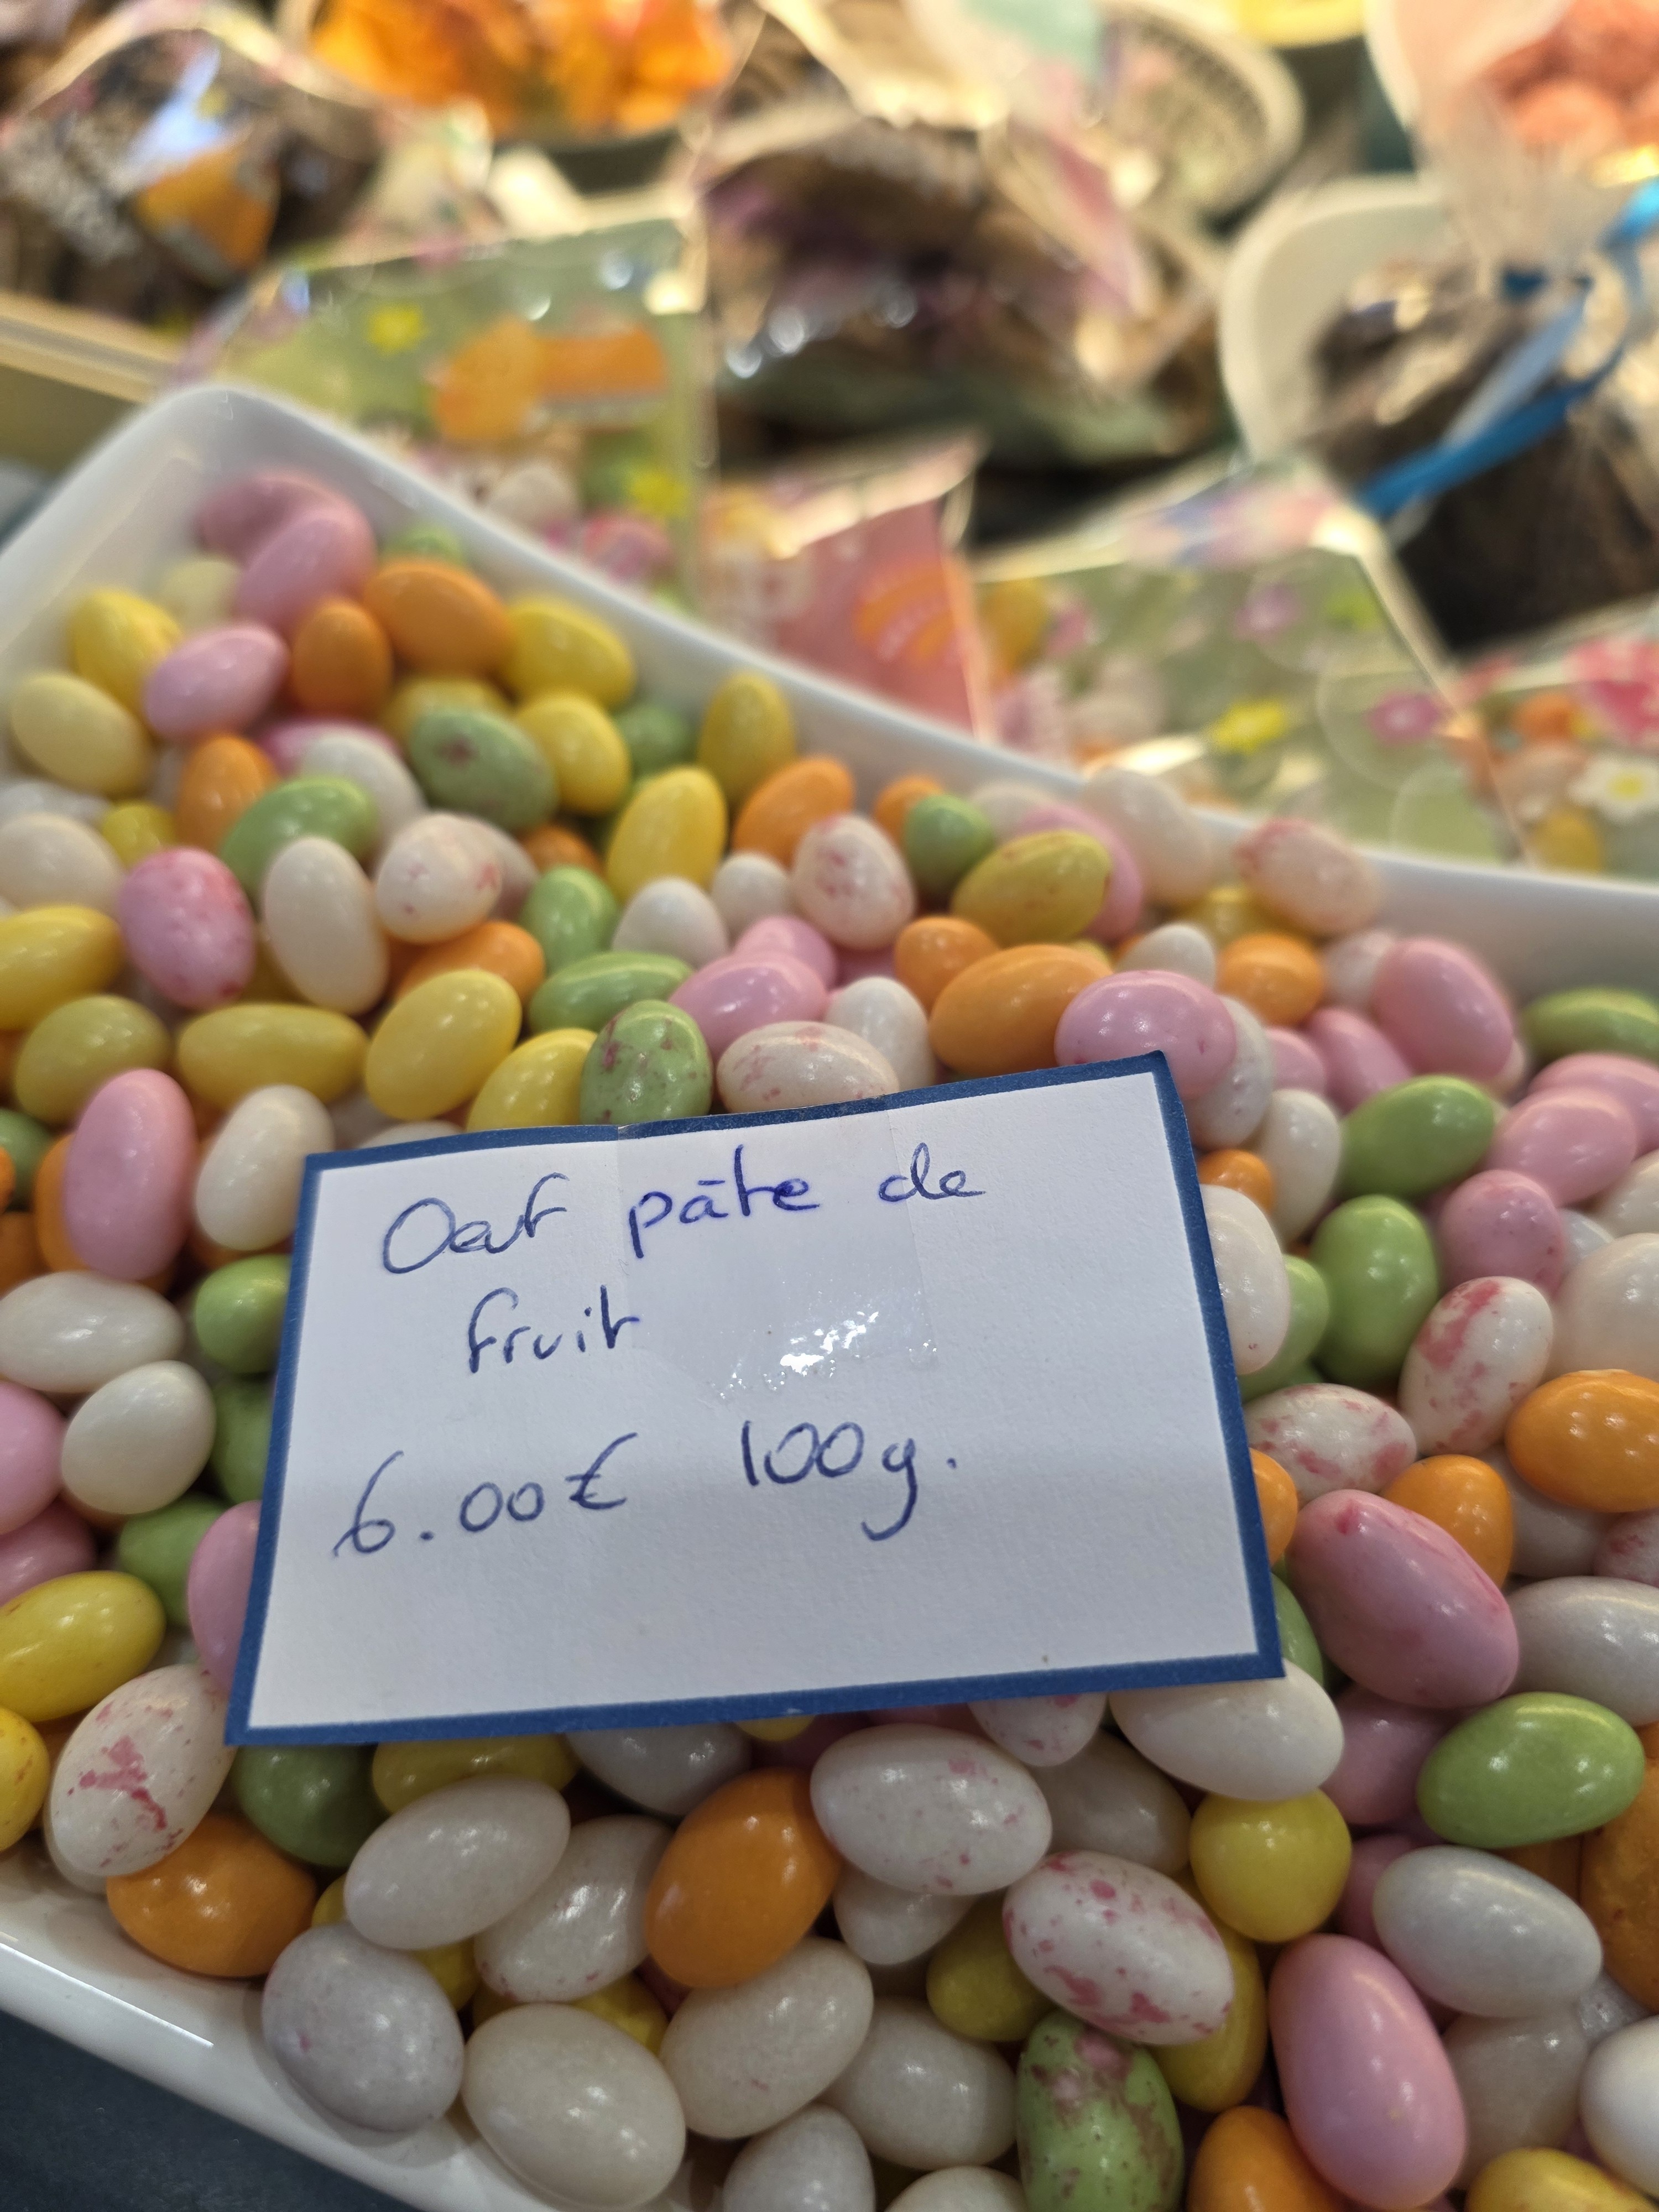 Oeuf pâte de
fruit
6.00€ 100g.